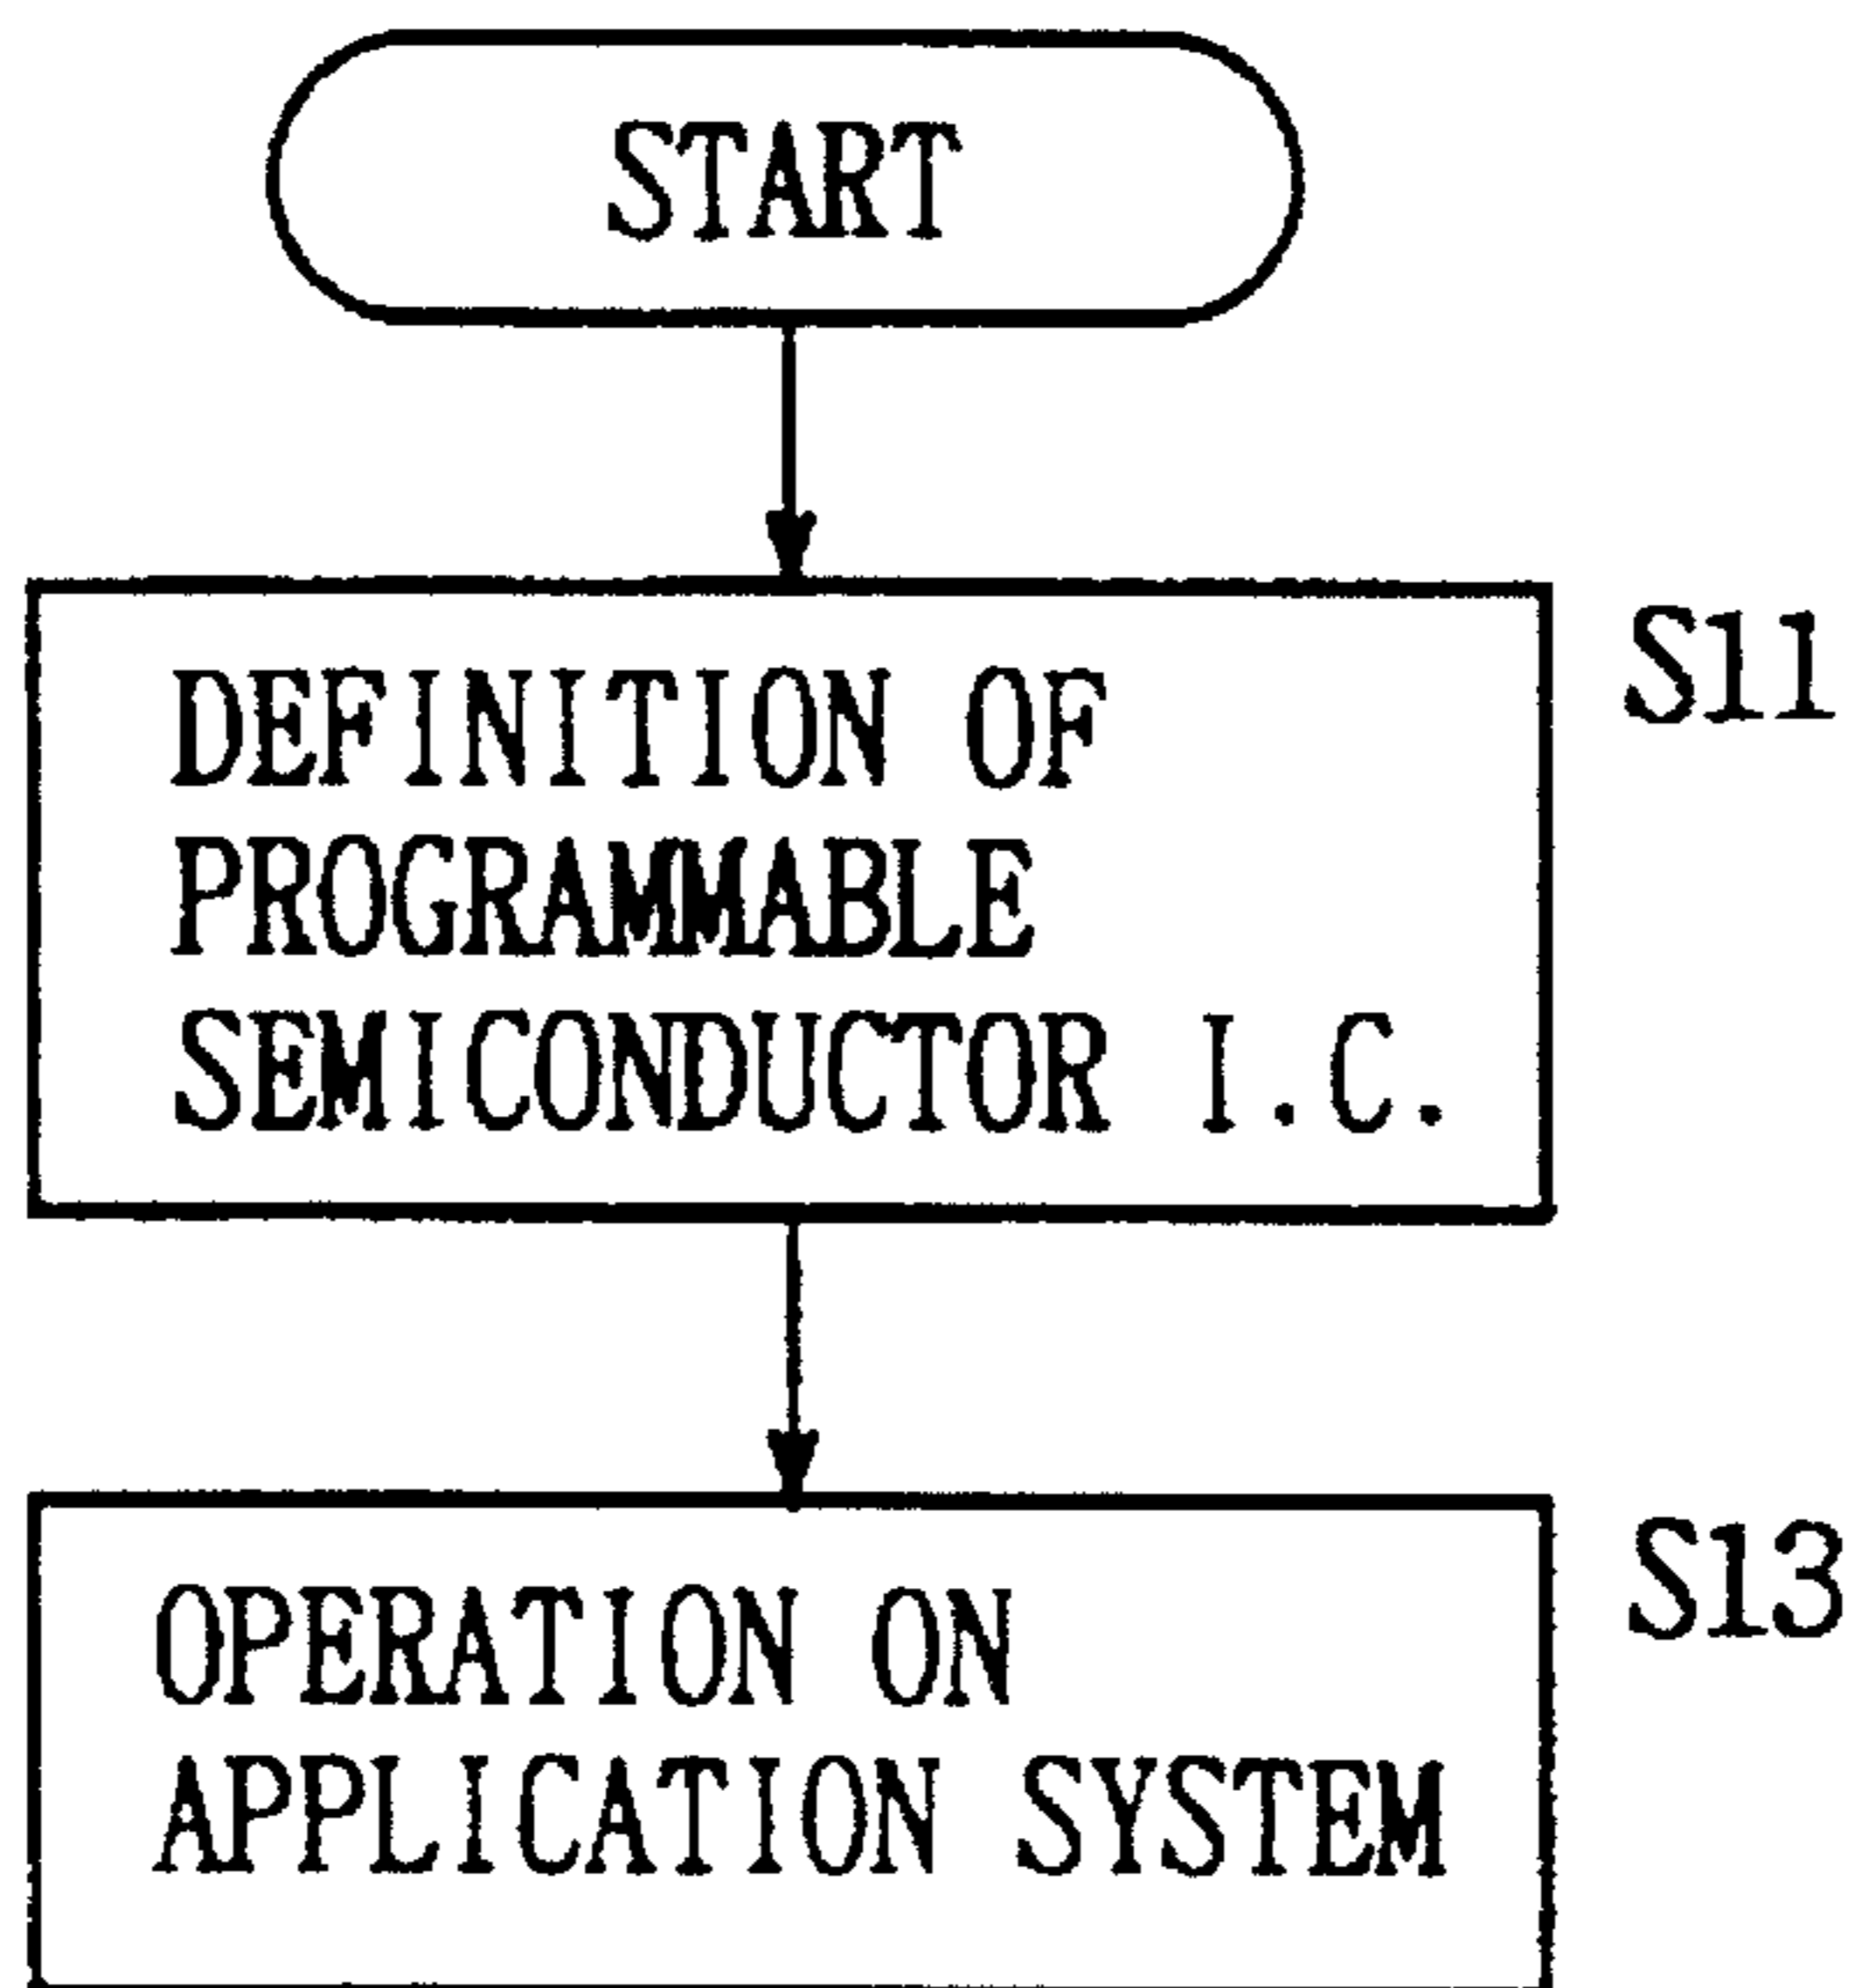 START
S11
DEFINITION OF
PROGRAMMABLE
SEMICONDUCTOR I.C.
S13
OPERATION ON
APPLICATION SYSTEM